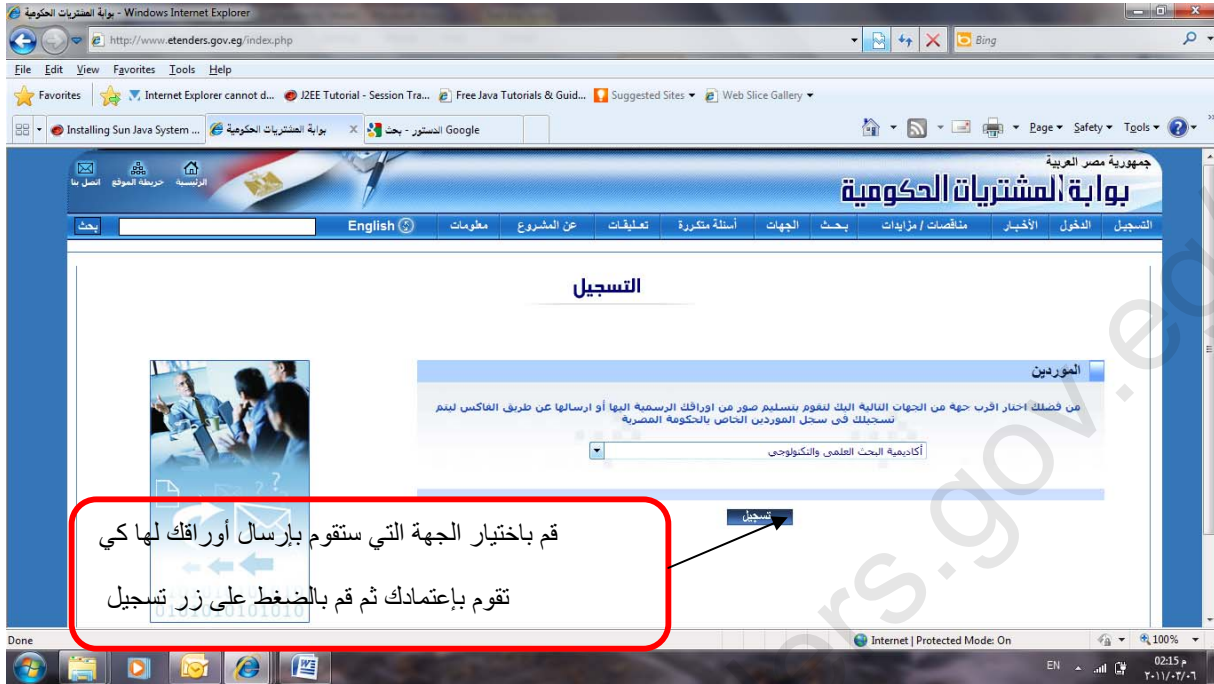 بوابة المشتريات الحكومية - Windows Internet Explorer
http://www.etenders.gov.eg/index.php
Bing
File Edit View Favorites Tools Help
Favorites
Internet Explorer cannot d...
J2EE Tutorial - Session Tra...
Free Java Tutorials & Guid...
Suggested Sites
Web Slice Gallery
Installing Sun Java System ...
بوابة المشتريات الحكومية
الدستور - بحث Google
Page Safety Tools
جمهورية مصر العربية
بوابة المشتريات الحكومية
الرئيسية خريطة الموقع اتصل بنا
التسجيل الدخول الأخبار مناقصات / مزايدات بحث الجهات أسئلة متكررة تعليقات عن المشروع معلومات English
بحث
التسجيل
الموردين
من فضلك اختار اقرب جهة من الجهات التالية اليك لتقوم بتسليم صور من اوراقك الرسمية اليها أو ارسالها عن طريق الفاكس ليتم
تسجيلك فى سجل الموردين الخاص بالحكومة المصرية
أكاديمية البحث العلمى والتكنولوجى
تسجيل
قم باختيار الجهة التي ستقوم بإرسال أوراقك لها كي
تقوم بإعتمادك ثم قم بالضغط على زر تسجيل
010101010101010
Done
Internet | Protected Mode: On
100%
EN
02:15 م
٢٠١١/٠٣/٠٦
ers.gov.eg